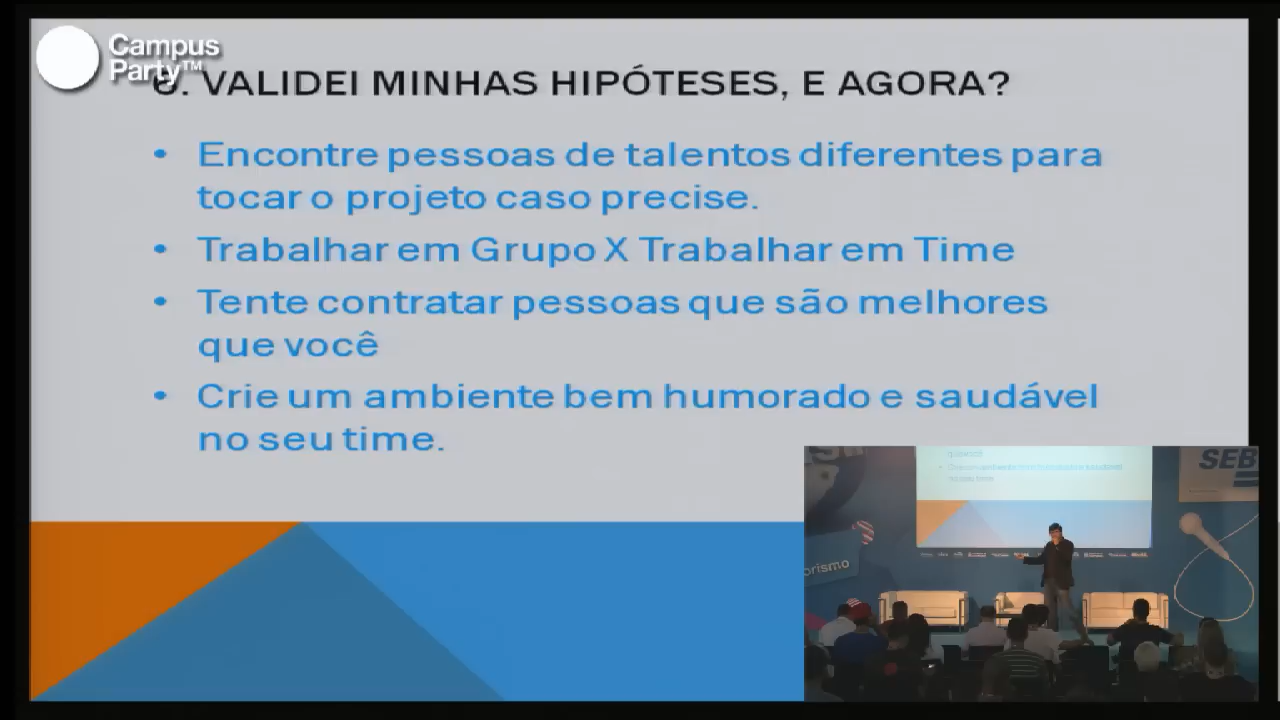 Campus
Party™
6. VALIDEI MINHAS HIPÓTESES, E AGORA?
• Encontre pessoas de talentos diferentes para
tocar o projeto caso precise.
• Trabalhar em Grupo X Trabalhar em Time
• Tente contratar pessoas que são melhores
que você
• Crie um ambiente bem humorado e saudável
no seu time.
SEB
orismo